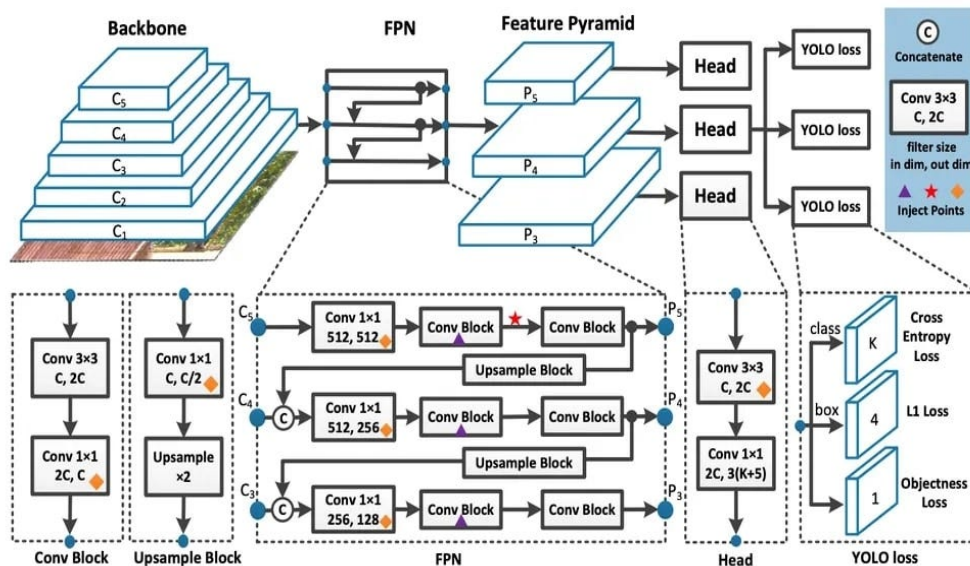 Backbone
FPN
Feature Pyramid
C5
C4
C3
C2
C1
P5
P4
P3
Head
Head
Head
YOLO loss
YOLO loss
YOLO loss
C
Concatenate
Conv 3×3
C, 2C
filter size
in dim, out dim
Inject Points
Conv 3×3
C, 2C
Conv 1×1
2C, C
Conv Block
Conv 1×1
C, C/2
Upsample
×2
Upsample Block
C5
Conv 1×1
512, 512
Conv Block
Conv Block
P5
Upsample Block
C4
C
Conv 1×1
512, 256
Conv Block
Conv Block
P4
Upsample Block
C3
C
Conv 1×1
256, 128
Conv Block
Conv Block
P3
FPN
Conv 3×3
C, 2C
Conv 1×1
2C, 3(K+5)
Head
class
K
Cross
Entropy
Loss
box
4
L1 Loss
1
Objectness
Loss
YOLO loss